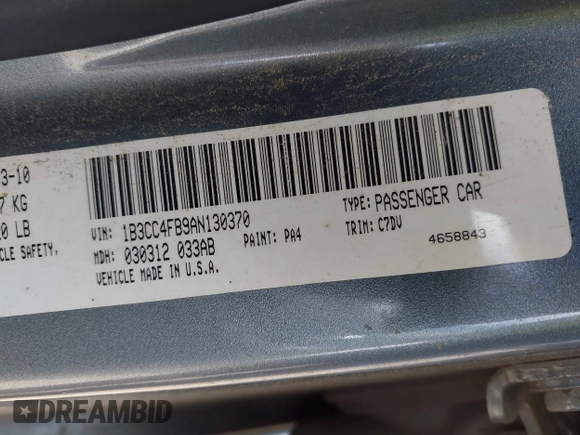 3-10
7 KG
0 LB
CLE SAFETY,
VIN: 1B3CC4FB9AN130370
TYPE: PASSENGER CAR
MDH: 030312 033AB
PAINT: PA4
TRIM: C7DV
VEHICLE MADE IN U.S.A.
4658843
DREAMBID